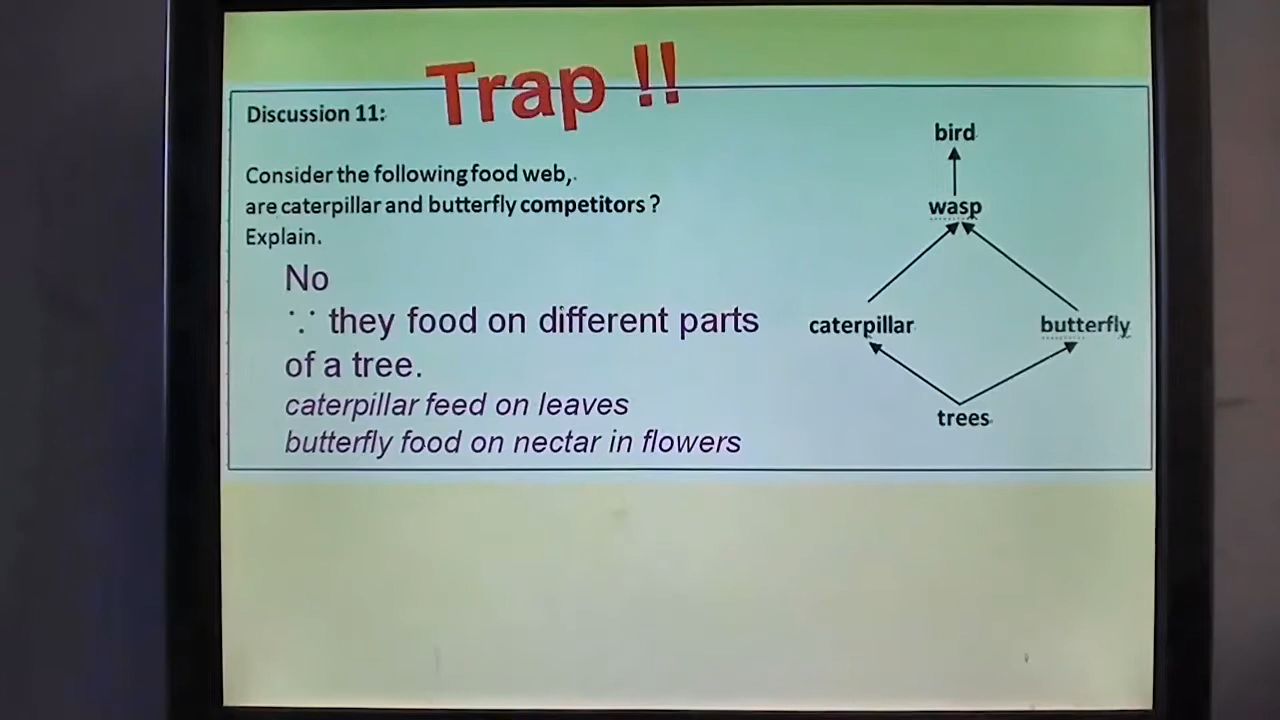 Trap !!
Discussion 11:
Consider the following food web,
are caterpillar and butterfly competitors ?
Explain.
No
∵ they food on different parts
of a tree.
caterpillar feed on leaves
butterfly food on nectar in flowers
bird
wasp
caterpillar
butterfly
trees